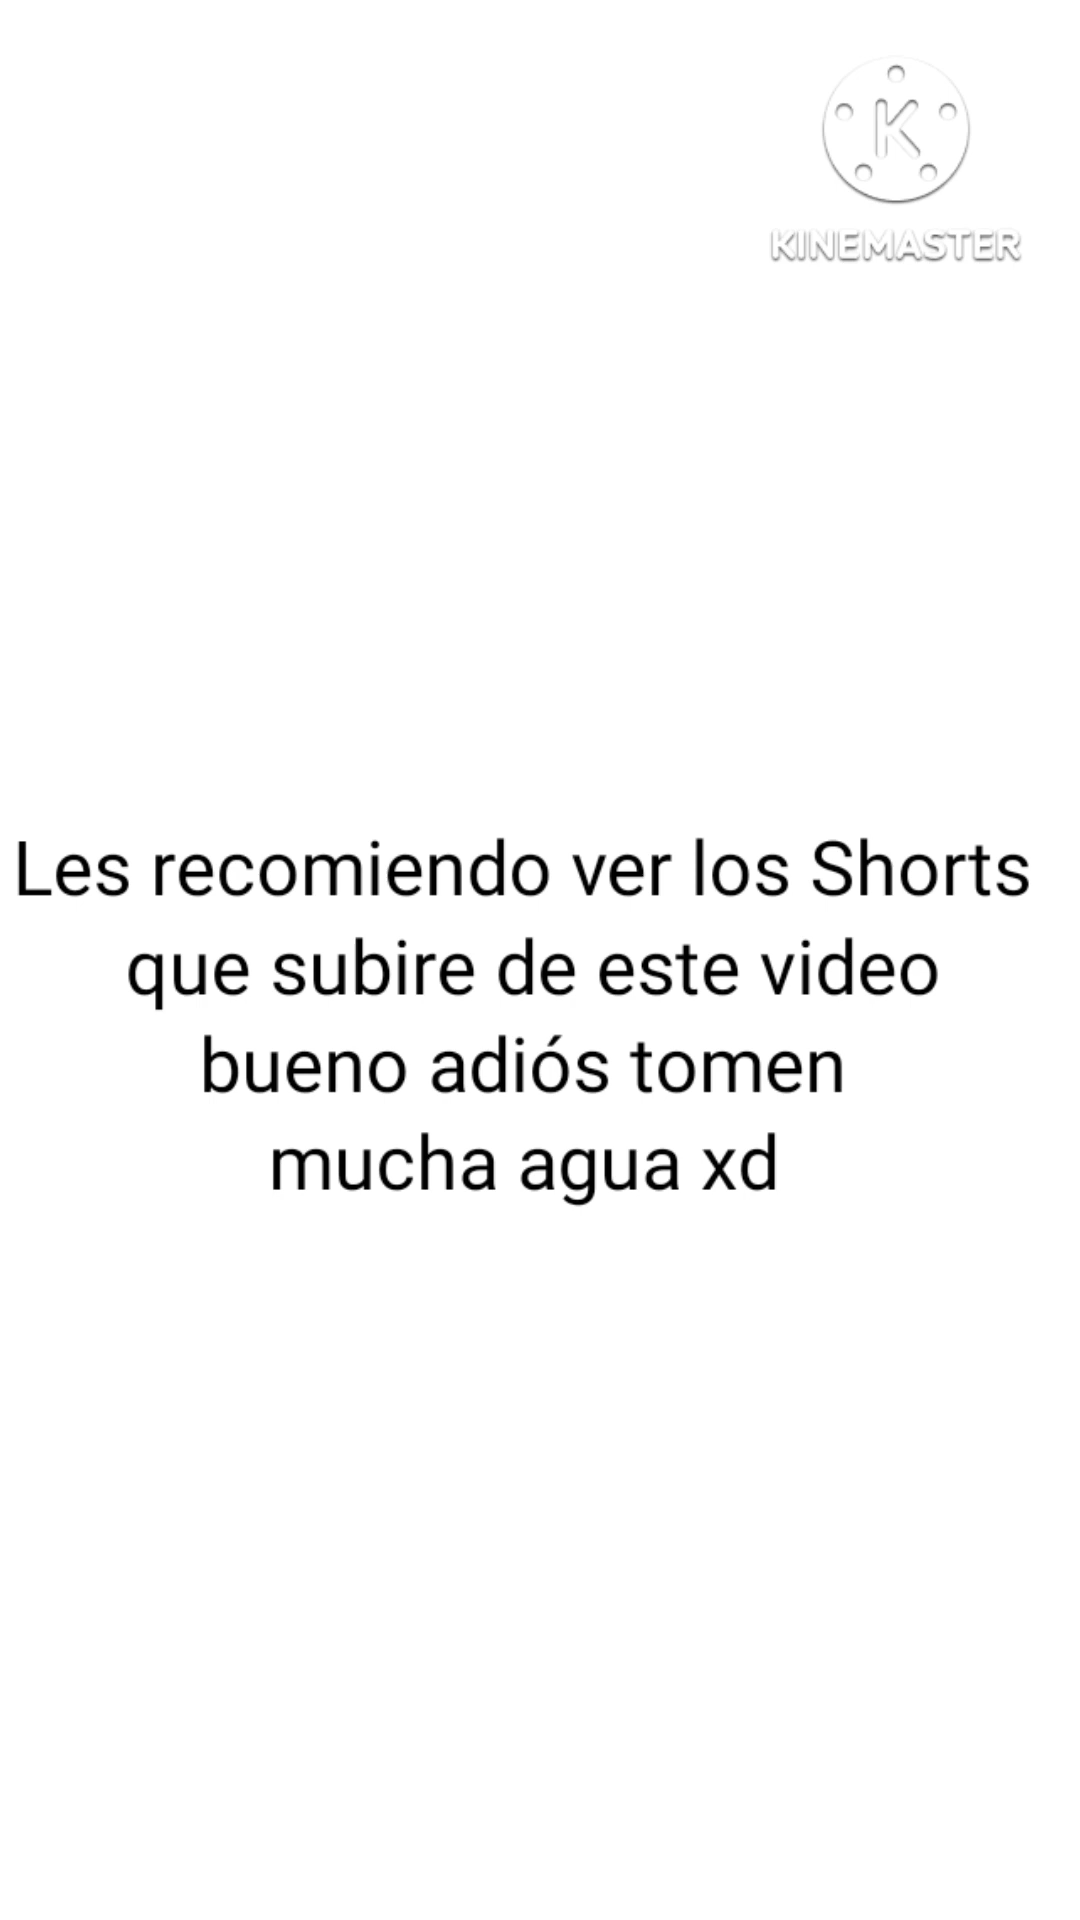 K
KINEMASTER
Les recomiendo ver los Shorts
que subire de este video
bueno adiós tomen
mucha agua xd